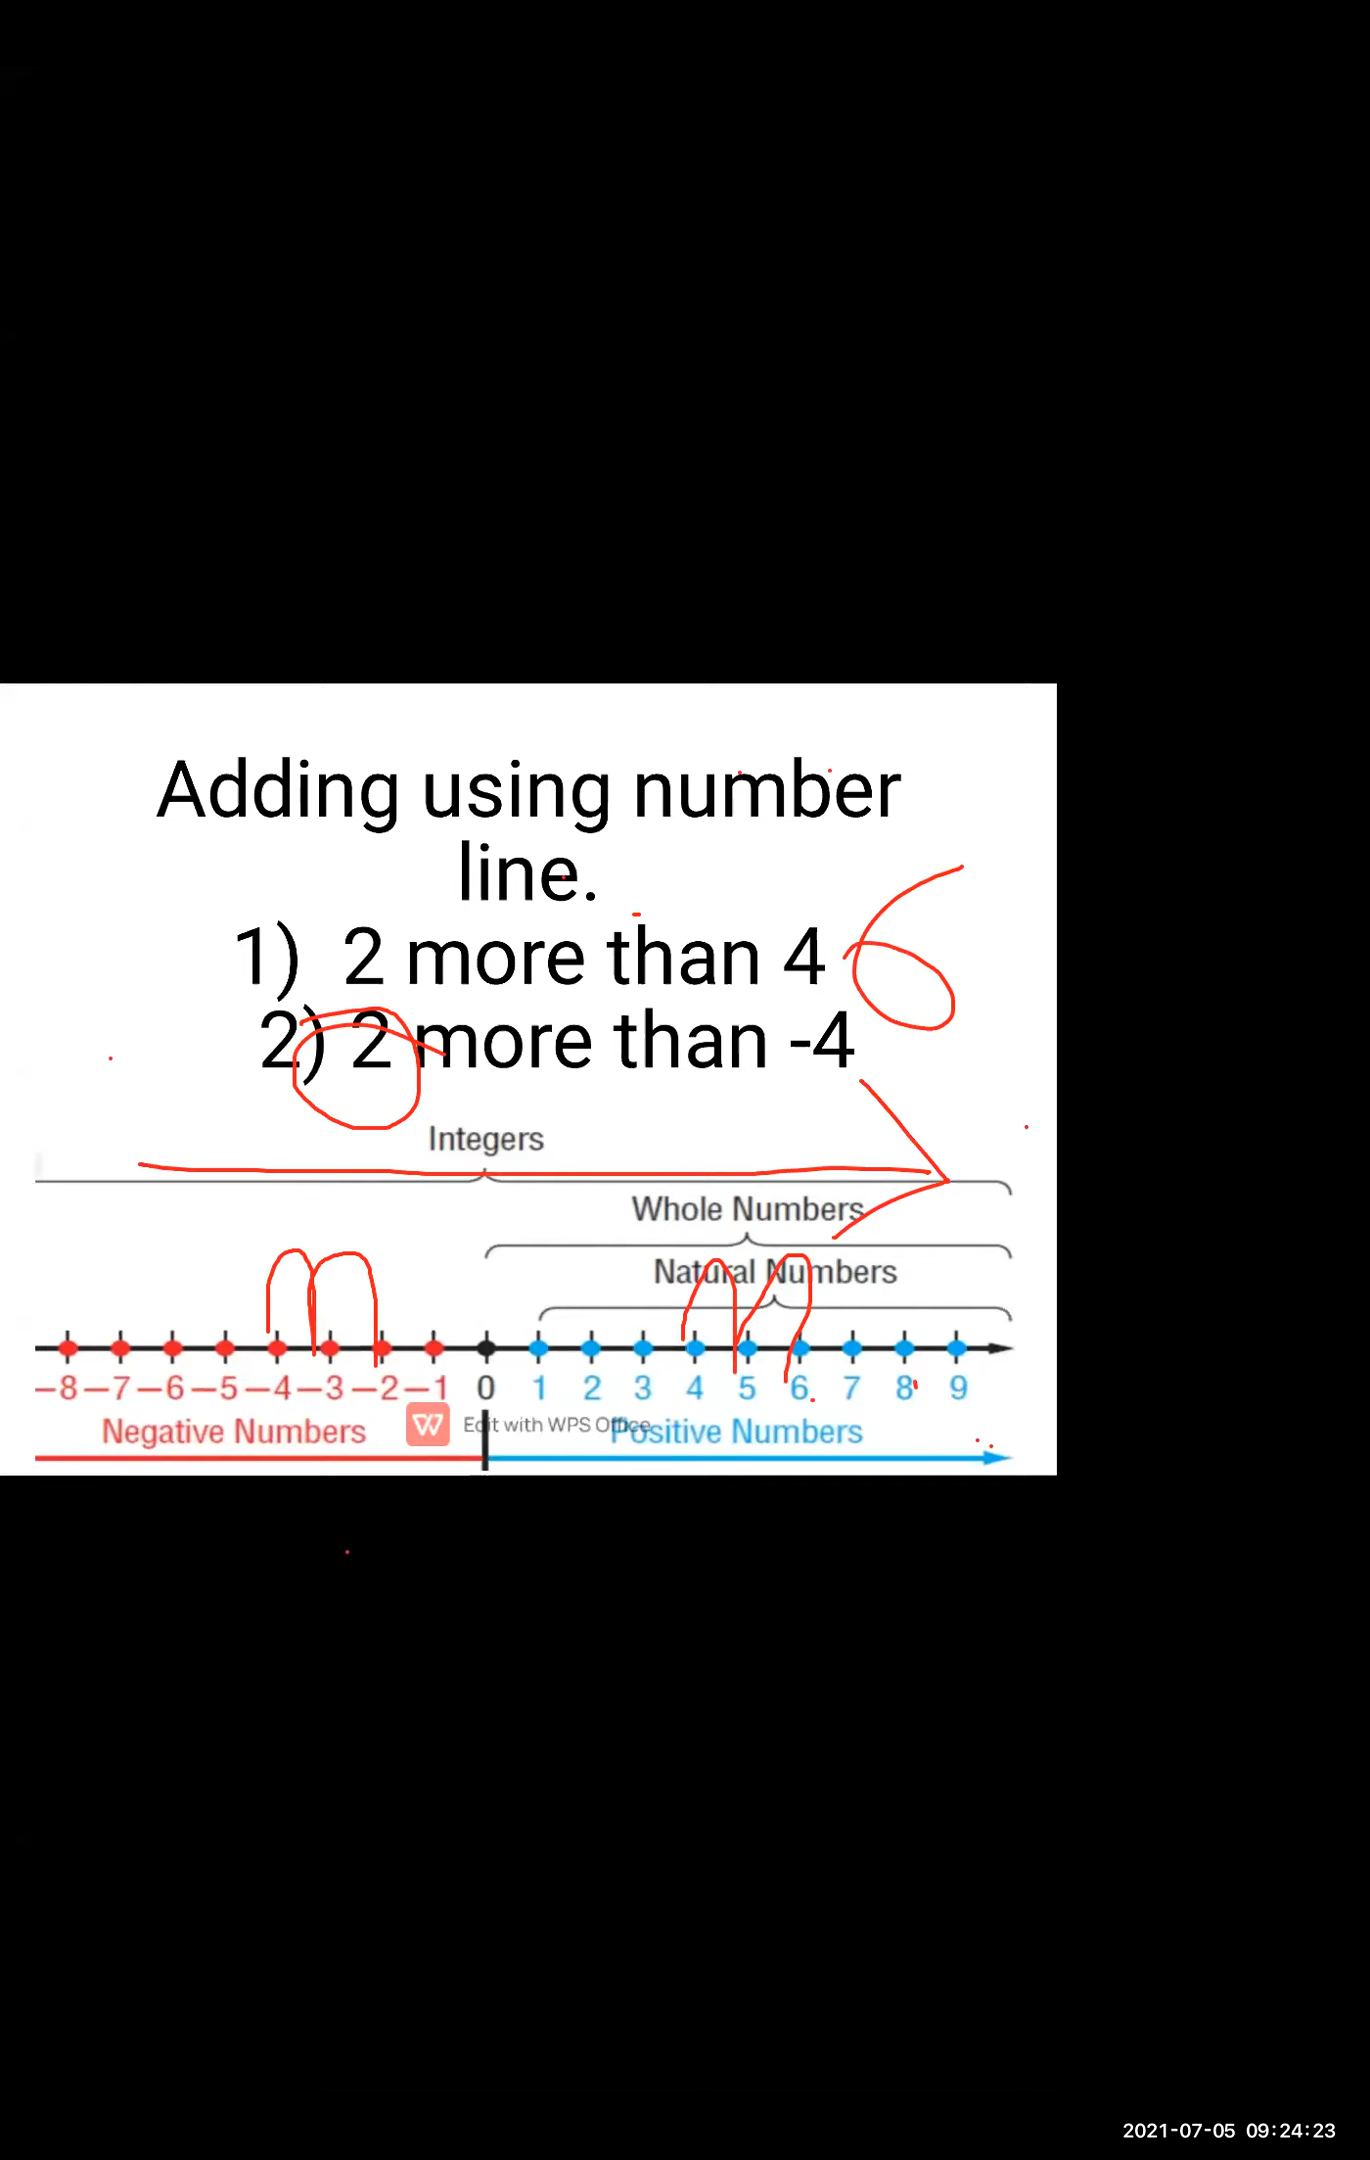 Adding using number
line.
1) 2 more than 4 6
2) 2 more than -4
Integers
Whole Numbers
Natural Numbers
−8 −7 −6 −5 −4 −3 −2 −1 0 1 2 3 4 5 6 7 8 9
Negative Numbers Edit with WPS Office Positive Numbers
2021-07-05 09:24:23